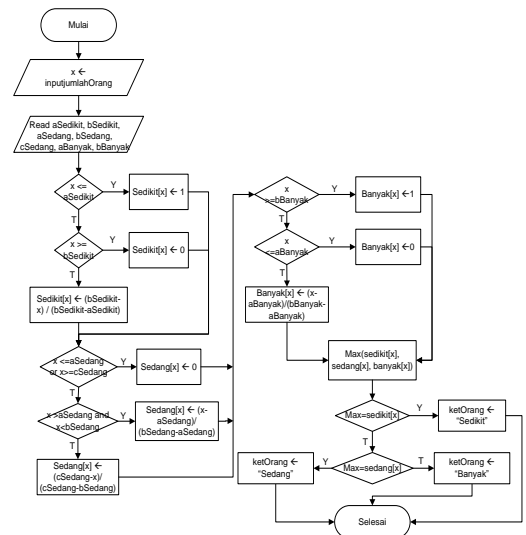 Mulai
x ←
inputjumlahOrang
Read aSedikit, bSedikit,
aSedang, bSedang,
cSedang, aBanyak, bBanyak
x <=
aSedikit
Y
Sedikit[x] ← 1
T
x >=
bSedikit
Y
Sedikit[x] ← 0
T
Sedikit[x] ← (bSedikit-
x) / (bSedikit-aSedikit)
x <=aSedang
or x>=cSedang
Y
Sedang[x] ← 0
T
x >aSedang and
x<bSedang
Y
Sedang[x] ← (x-
aSedang)/
(bSedang-aSedang)
T
Sedang[x] ←
(cSedang-x)/
(cSedang-bSedang)
x
>=bBanyak
Y
Banyak[x] ←1
T
x
<=aBanyak
Y
Banyak[x] ←0
T
Banyak[x] ← (x-
aBanyak)/(bBanyak-
aBanyak)
Max(sedikit[x],
sedang[x], banyak[x])
Max=sedikit[x]
Y
ketOrang ←
“Sedikit”
T
Max=sedang[x]
Y
ketOrang ←
“Sedang”
T
ketOrang ←
“Banyak”
Selesai